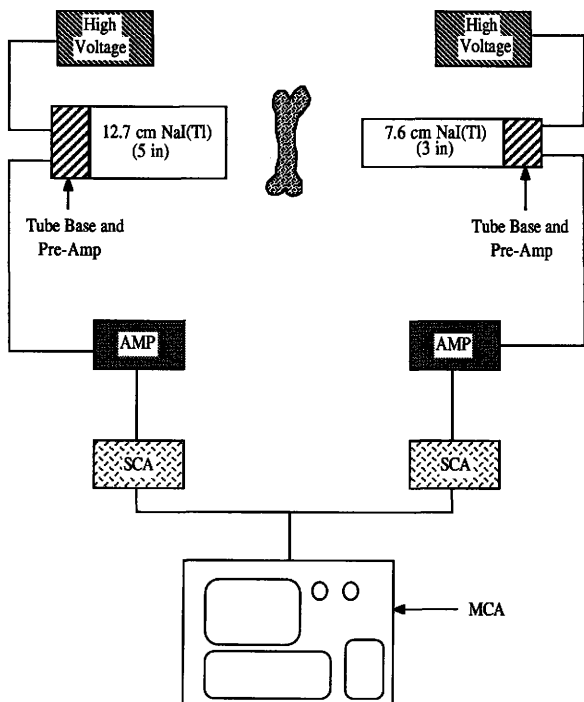 High
Voltage
High
Voltage
12.7 cm NaI(Tl)
(5 in)
7.6 cm NaI(Tl)
(3 in)
Tube Base and
Pre-Amp
Tube Base and
Pre-Amp
AMP
AMP
SCA
SCA
MCA